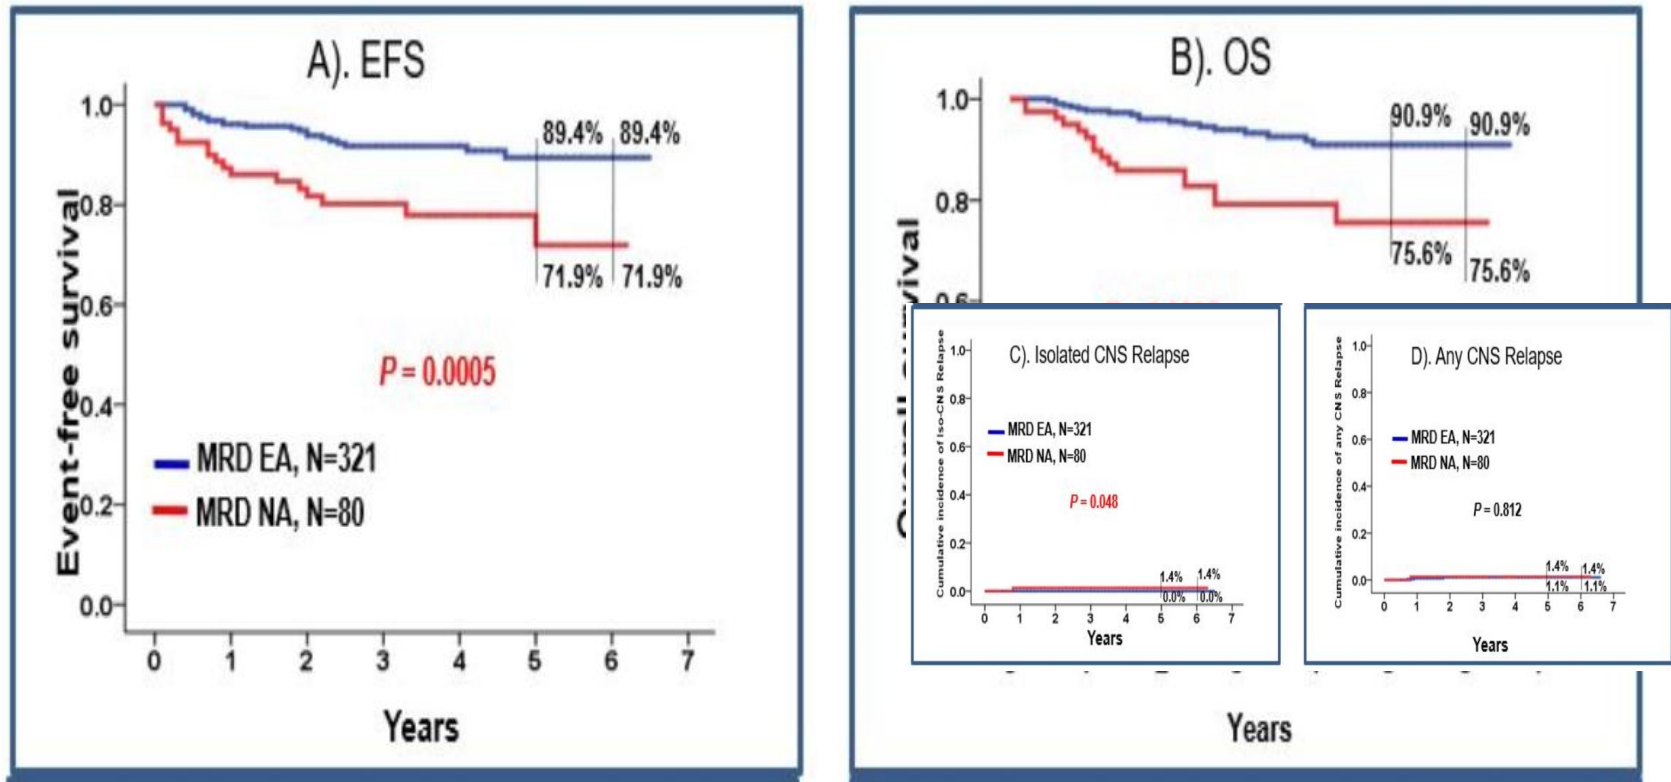 A). EFS
Event-free survival
1.0
0.8
0.6
0.4
0.2
0.0
89.4% 89.4%
71.9% 71.9%
P = 0.0005
MRD EA, N=321
MRD NA, N=80
0 1 2 3 4 5 6 7
Years
B). OS
1.0
0.8
0.6
90.9% 90.9%
75.6% 75.6%
Years
C). Isolated CNS Relapse
Cumulative incidence of Iso-CNS Relapse
1.0
0.8
0.6
0.4
0.2
0.0
MRD EA, N=321
MRD NA, N=80
P = 0.048
1.4% 1.4%
0.0% 0.0%
0 1 2 3 4 5 6 7
Years
D). Any CNS Relapse
Cumulative incidence of any CNS Relapse
1.0
0.8
0.6
0.4
0.2
0.0
MRD EA, N=321
MRD NA, N=80
P = 0.812
1.4% 1.4%
1.1% 1.1%
0 1 2 3 4 5 6 7
Years